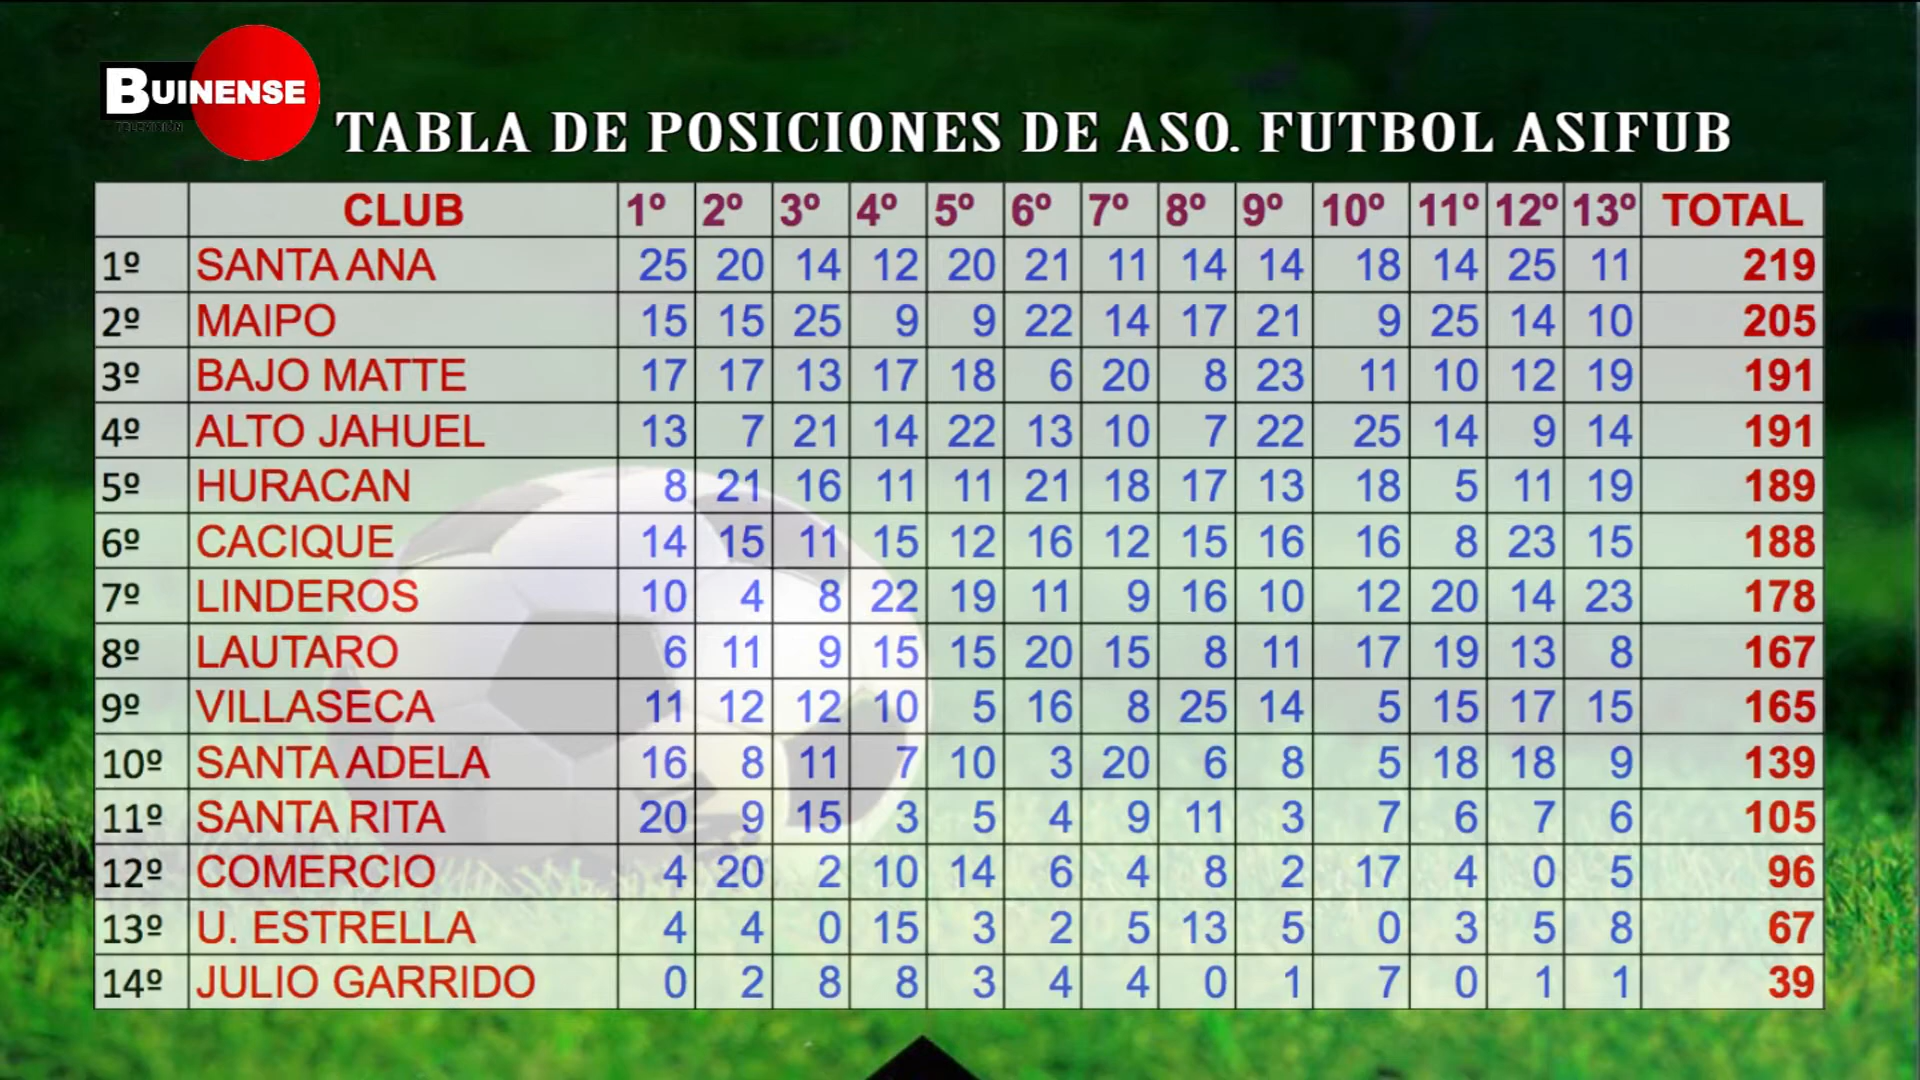 BUINENSE
TELEVISIÓN
TABLA DE POSICIONES DE ASO. FUTBOL ASIFUB
CLUB 1º 2º 3º 4º 5º 6º 7º 8º 9º 10º 11º 12º 13º TOTAL
1º SANTA ANA 25 20 14 12 20 21 11 14 14 18 14 25 11 219
2º MAIPO 15 15 25 9 9 22 14 17 21 9 25 14 10 205
3º BAJO MATTE 17 17 13 17 18 6 20 8 23 11 10 12 19 191
4º ALTO JAHUEL 13 7 21 14 22 13 10 7 22 25 14 9 14 191
5º HURACAN 8 21 16 11 11 21 18 17 13 18 5 11 19 189
6º CACIQUE 14 15 11 15 12 16 12 15 16 16 8 23 15 188
7º LINDEROS 10 4 8 22 19 11 9 16 10 12 20 14 23 178
8º LAUTARO 6 11 9 15 15 20 15 8 11 17 19 13 8 167
9º VILLASECA 11 12 12 10 5 16 8 25 14 5 15 17 15 165
10º SANTA ADELA 16 8 11 7 10 3 20 6 8 5 18 18 9 139
11º SANTA RITA 20 9 15 3 5 4 9 11 3 7 6 7 6 105
12º COMERCIO 4 20 2 10 14 6 4 8 2 17 4 0 5 96
13º U. ESTRELLA 4 4 0 15 3 2 5 13 5 0 3 5 8 67
14º JULIO GARRIDO 0 2 8 8 3 4 4 0 1 7 0 1 1 39